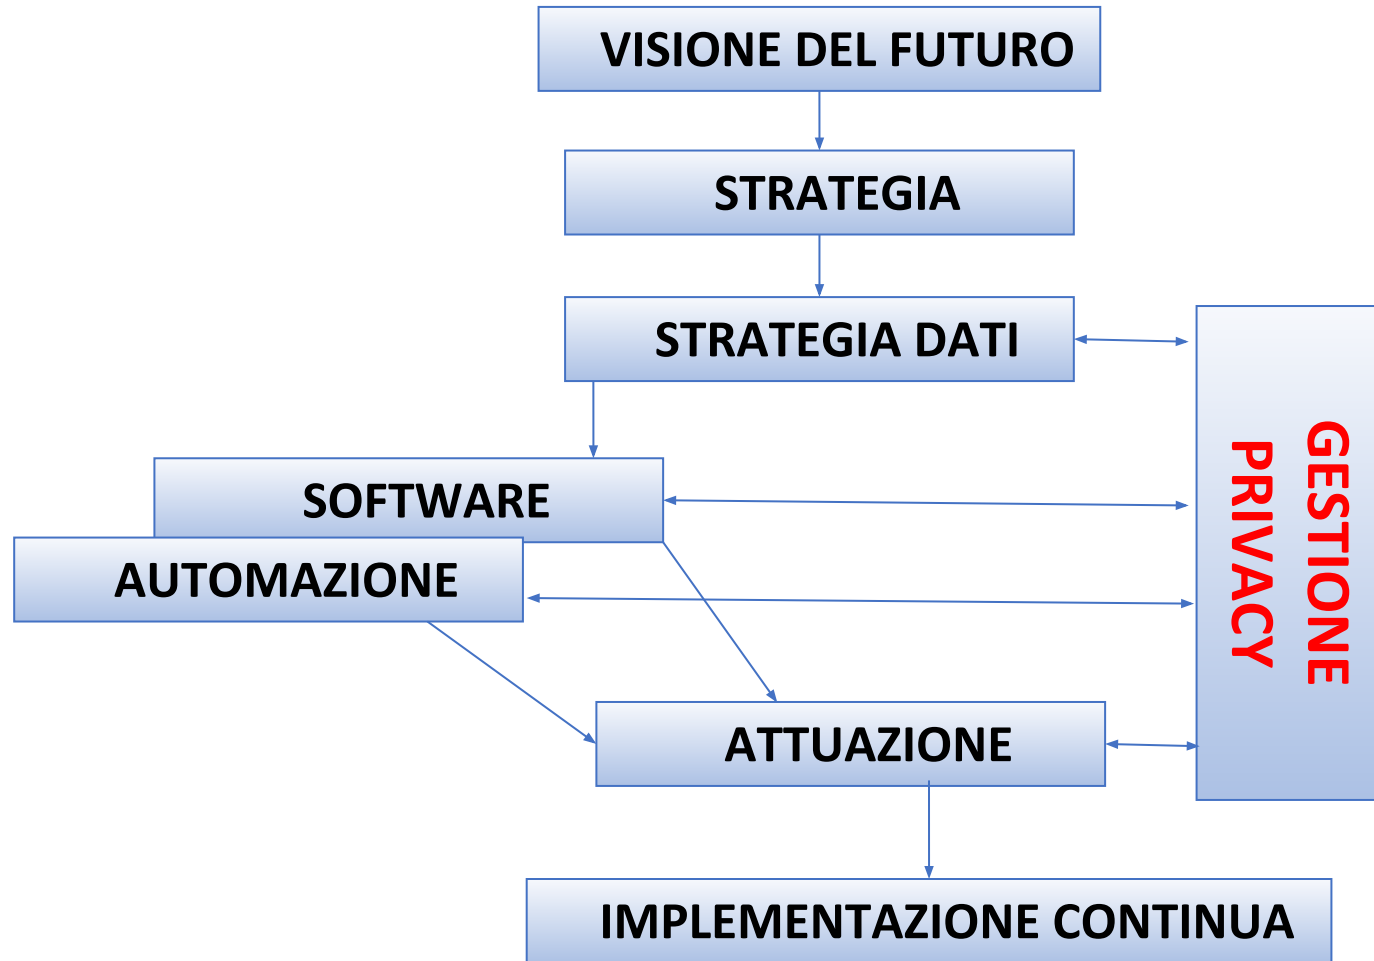 VISIONE DEL FUTURO
STRATEGIA
STRATEGIA DATI
SOFTWARE
AUTOMAZIONE
GESTIONE
PRIVACY
ATTUAZIONE
IMPLEMENTAZIONE CONTINUA